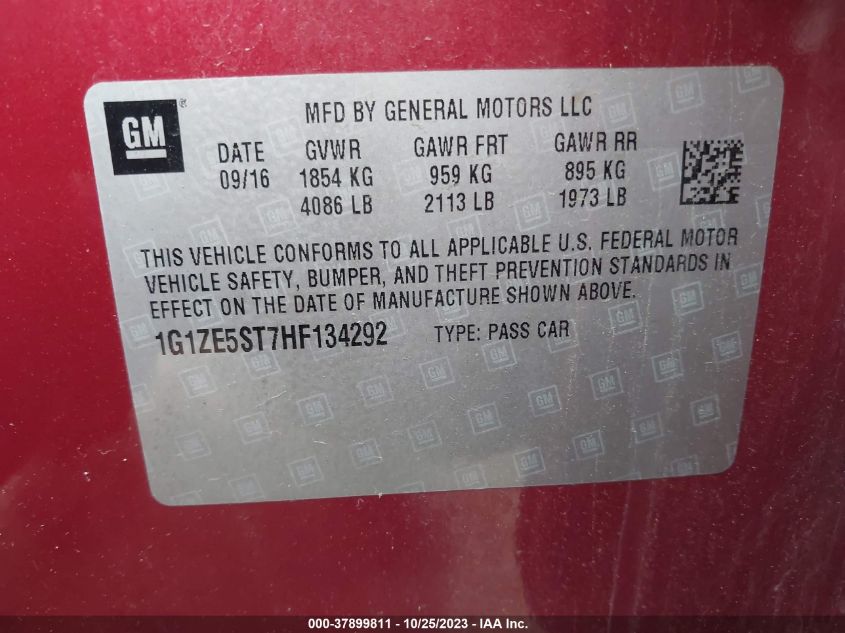 GM ®
MFD BY GENERAL MOTORS LLC
DATE GVWR GAWR FRT GAWR RR
09/16 1854 KG 959 KG 895 KG
4086 LB 2113 LB 1973 LB
THIS VEHICLE CONFORMS TO ALL APPLICABLE U.S. FEDERAL MOTOR
VEHICLE SAFETY, BUMPER, AND THEFT PREVENTION STANDARDS IN
EFFECT ON THE DATE OF MANUFACTURE SHOWN ABOVE.
1G1ZE5ST7HF134292 TYPE: PASS CAR
000-37899811 - 10/25/2023 - IAA Inc.